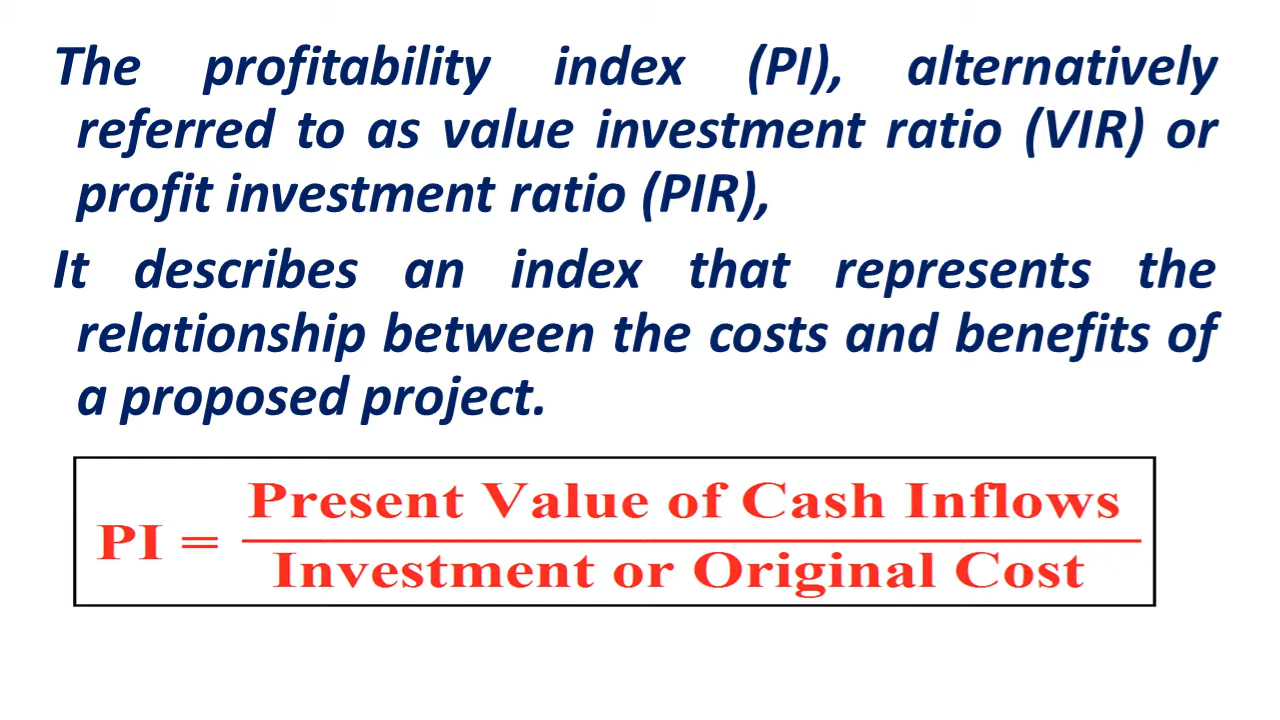 The profitability index (PI), alternatively
referred to as value investment ratio (VIR) or
profit investment ratio (PIR),
It describes an index that represents the
relationship between the costs and benefits of
a proposed project.
Present Value of Cash Inflows
PI =
Investment or Original Cost